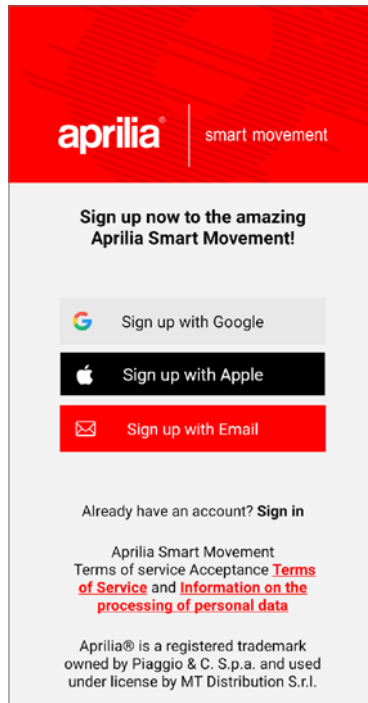 aprilia®
smart movement
Sign up now to the amazing
Aprilia Smart Movement!
Sign up with Google
Sign up with Apple
Sign up with Email
Already have an account? Sign in
Aprilia Smart Movement
Terms of service Acceptance Terms
of Service and Information on the
processing of personal data
Aprilia® is a registered trademark
owned by Piaggio & C. S.p.a. and used
under license by MT Distribution S.r.l.